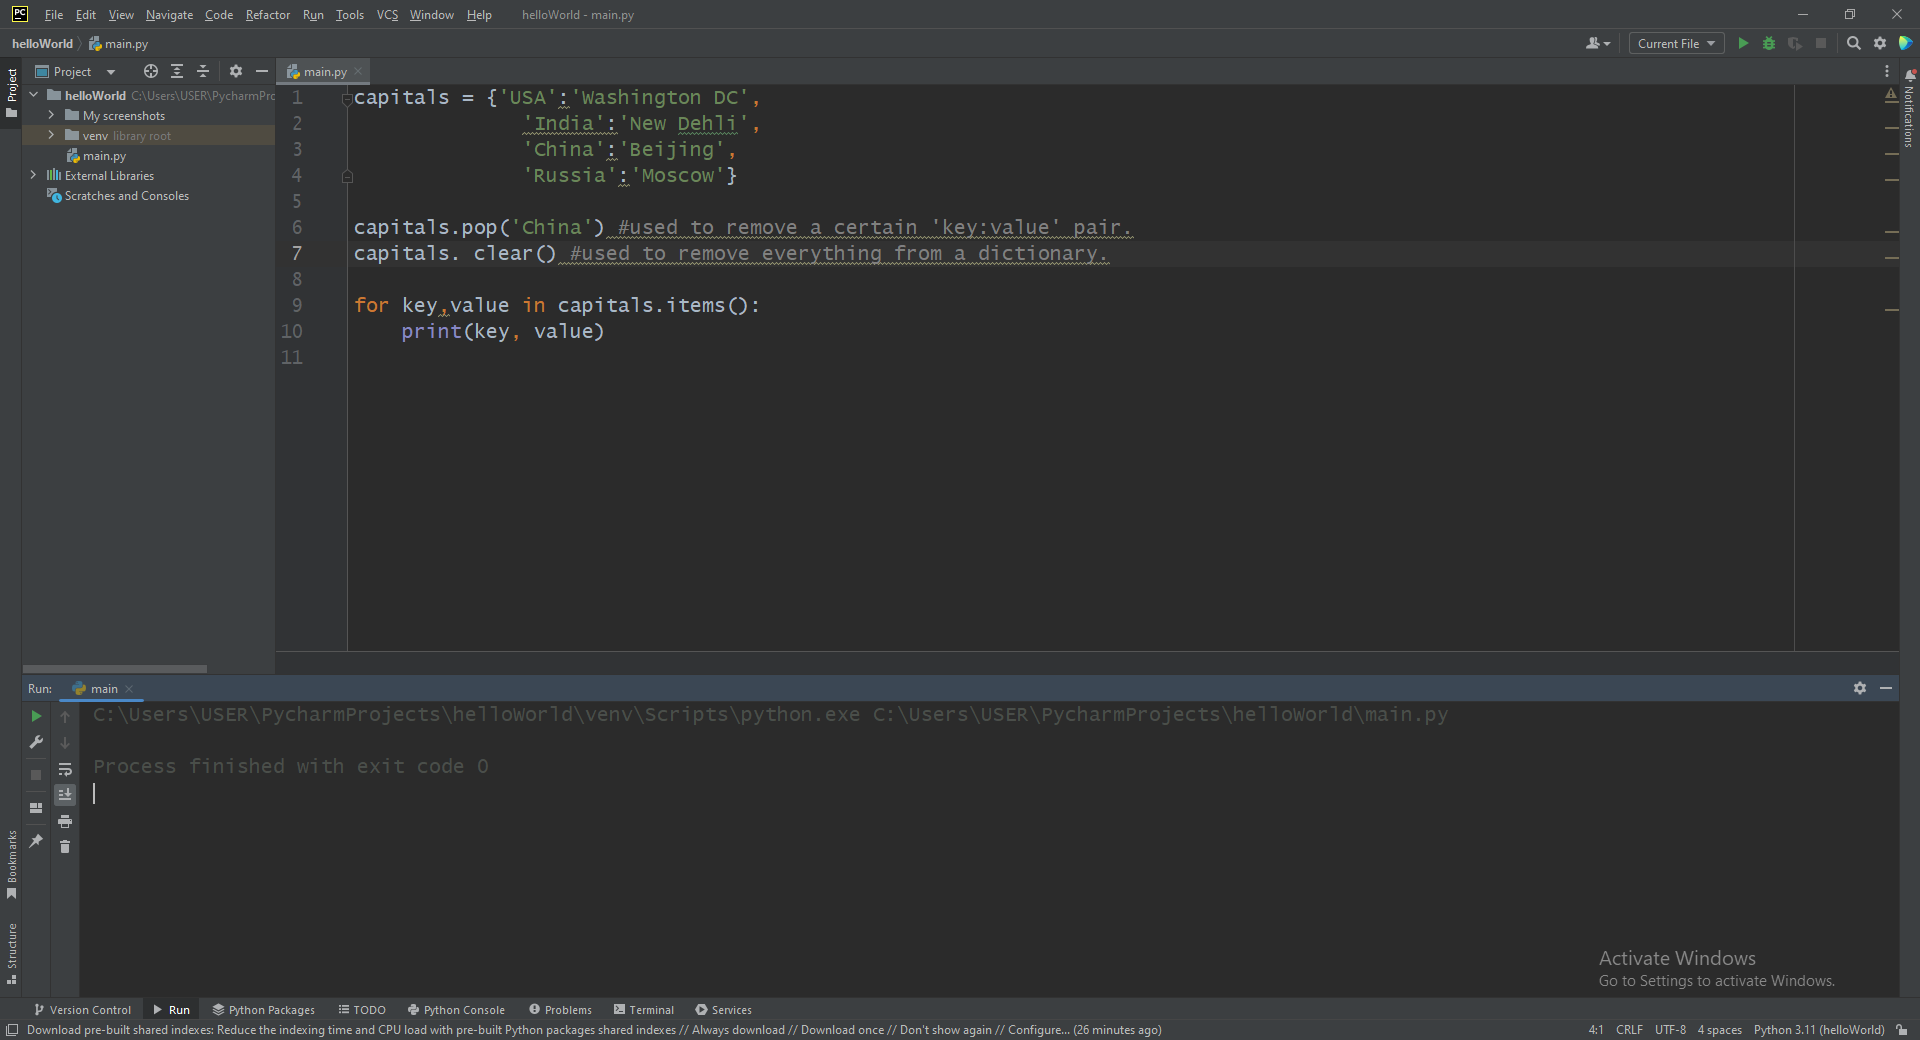 PC File Edit View Navigate Code Refactor Run Tools VCS Window Help helloWorld - main.py
helloWorld main.py
Current File
Project
Project
main.py
Notifications
helloWorld C:\Users\USER\PycharmPro
My screenshots
venv library root
main.py
External Libraries
Scratches and Consoles
1 capitals = {'USA':'Washington DC',
2 'India':'New Dehli',
3 'China':'Beijing',
4 'Russia':'Moscow'}
5
6 capitals.pop('China') #used to remove a certain 'key:value' pair.
7 capitals. clear() #used to remove everything from a dictionary.
8
9 for key,value in capitals.items():
10 print(key, value)
11
Run: main
C:\Users\USER\PycharmProjects\helloWorld\venv\Scripts\python.exe C:\Users\USER\PycharmProjects\helloWorld\main.py
Process finished with exit code 0
Bookmarks
Structure
Activate Windows
Go to Settings to activate Windows.
Version Control Run Python Packages TODO Python Console Problems Terminal Services
Download pre-built shared indexes: Reduce the indexing time and CPU load with pre-built Python packages shared indexes // Always download // Download once // Don't show again // Configure... (26 minutes ago) 4:1 CRLF UTF-8 4 spaces Python 3.11 (helloWorld)